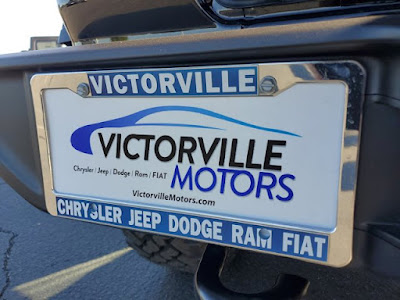 VICTORVILLE
VICTORVILLE
Chrysler | Jeep | Dodge | Ram | FIAT
MOTORS
VictorvilleMotors.com
CHRYSLER JEEP DODGE RAM FIAT